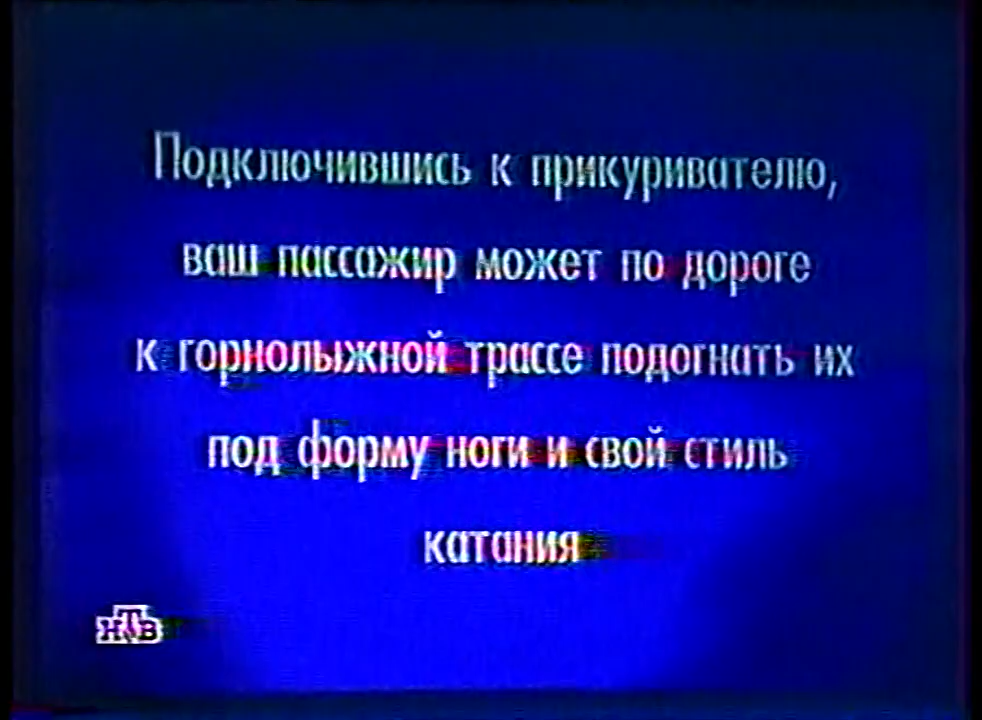 Подключившись к прикуривателю,
ваш пассажир может по дороге
к горнолыжной трассе подогнать их
под форму ноги и свой стиль
катания
НТВ